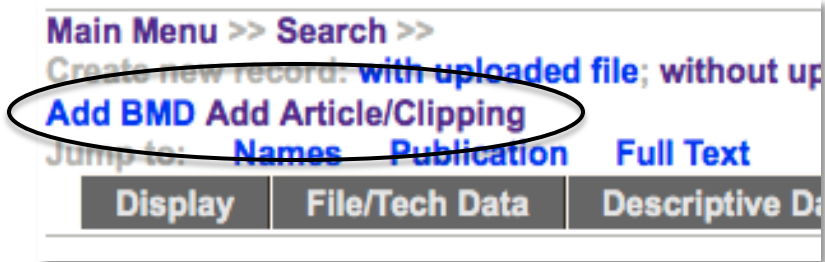 Main Menu >> Search >>
Create new record: with uploaded file; without up
Add BMD Add Article/Clipping
Jump to: Names Publication Full Text
Display File/Tech Data Descriptive Da